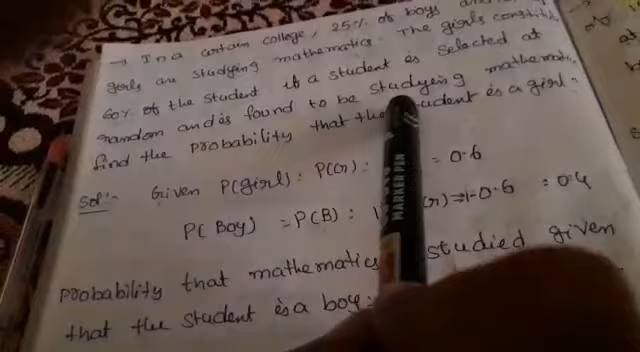 → In a certain college, 25% of boys and
girls are studying mathematics. The girls constitu
60% of the student if a student is selected at
random and is found to be studying mathemati
find the probability that the student is a girl.
Sol:- Given P(girl): P(G): = 0.6
P(Boy) = P(B): 1 (G) => 1-0.6 : 0.4
probability that mathematics studied given
that the student is a boy:
MARKER PEN